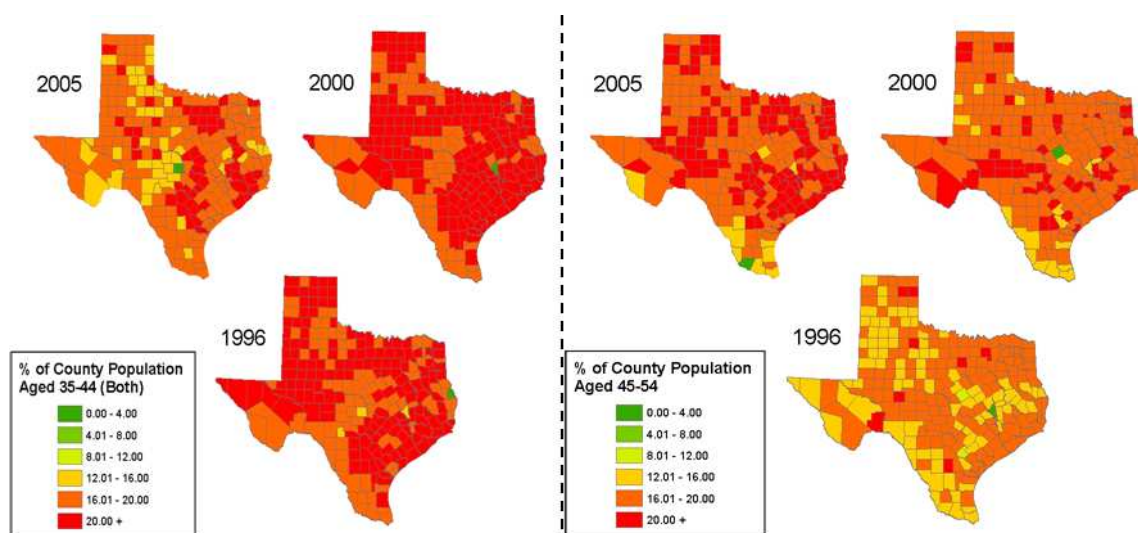 2005
2000
1996
% of County Population
Aged 35-44 (Both)
0.00 - 4.00
4.01 - 8.00
8.01 - 12.00
12.01 - 16.00
16.01 - 20.00
20.00 +
2005
2000
1996
% of County Population
Aged 45-54
0.00 - 4.00
4.01 - 8.00
8.01 - 12.00
12.01 - 16.00
16.01 - 20.00
20.00 +